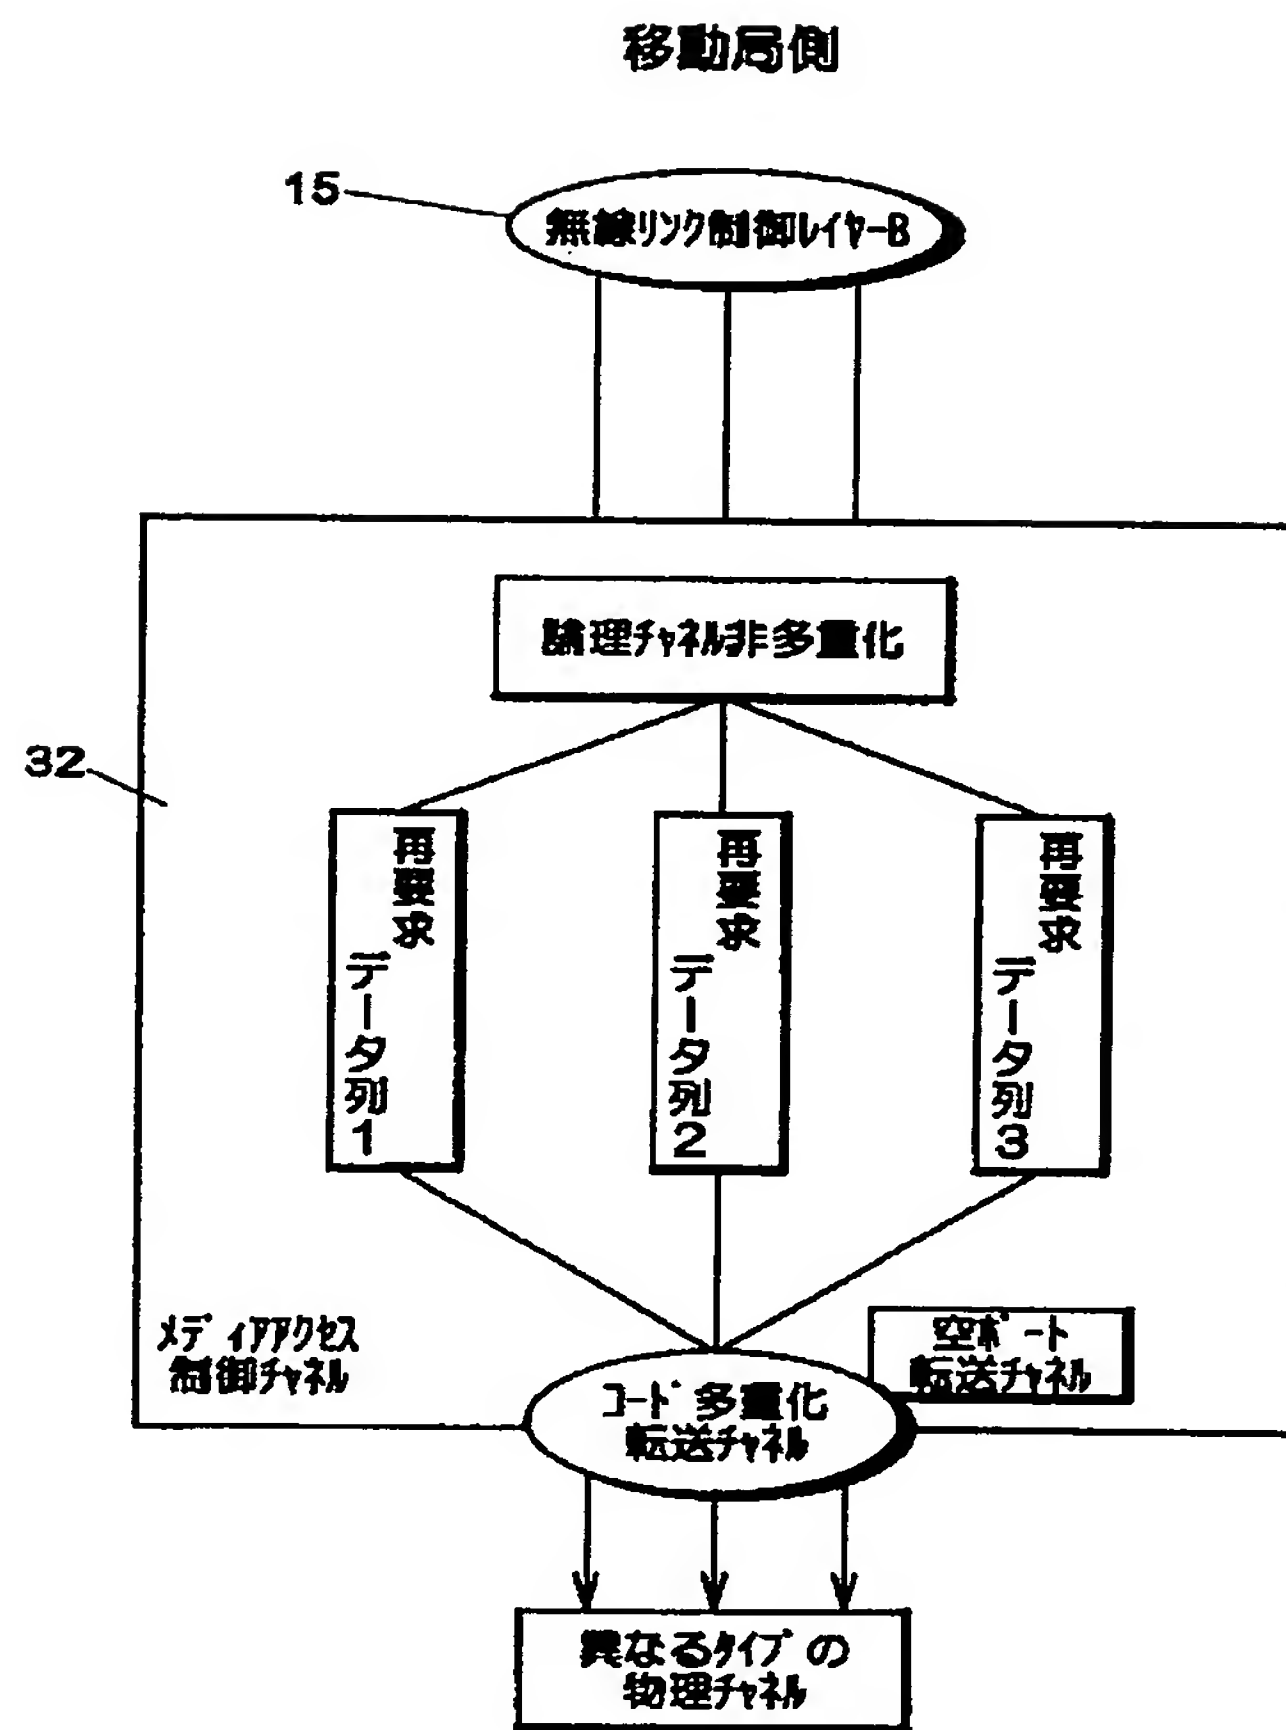 移動局側
15
無線リンク制御レイヤーB
論理チャネル非多重化
32
再要求
データ列1
再要求
データ列2
再要求
データ列3
メディアアクセス
制御チャネル
空ポート
転送チャネル
コード多重化
転送チャネル
異なるタイプの
物理チャネル